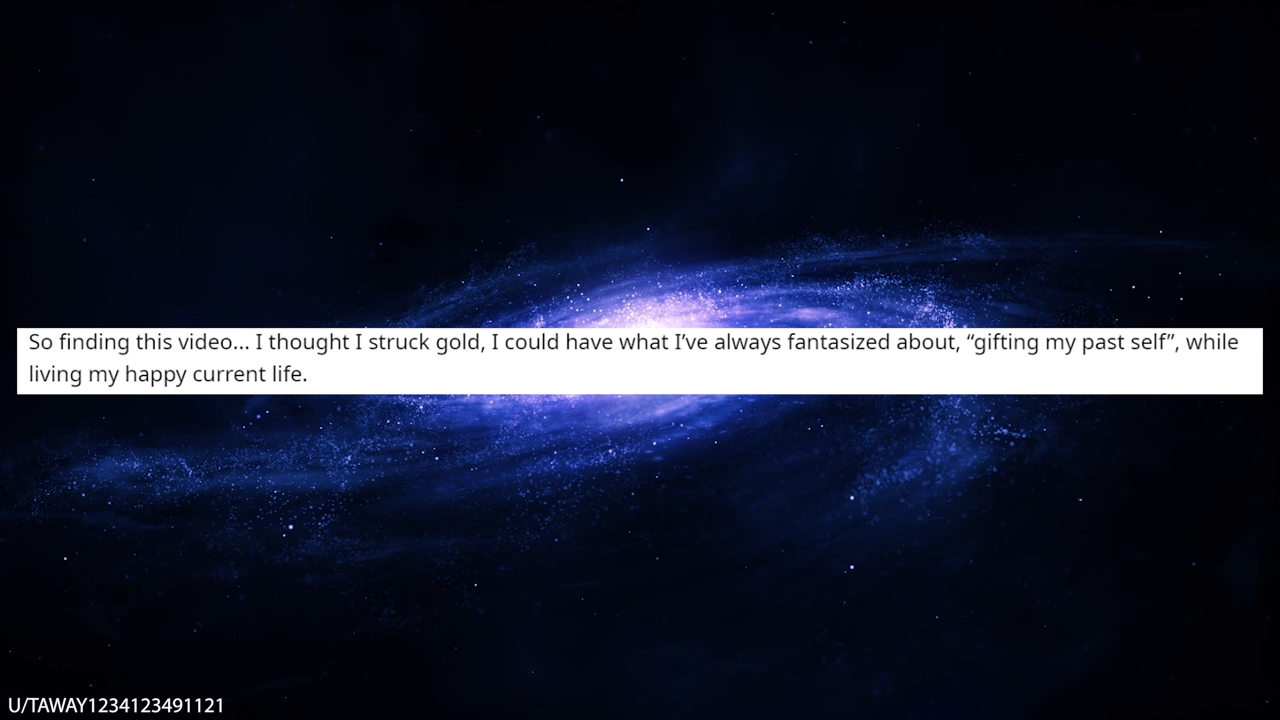 So finding this video... I thought I struck gold, I could have what I’ve always fantasized about, “gifting my past self”, while
living my happy current life.
U/TAWAY1234123491121